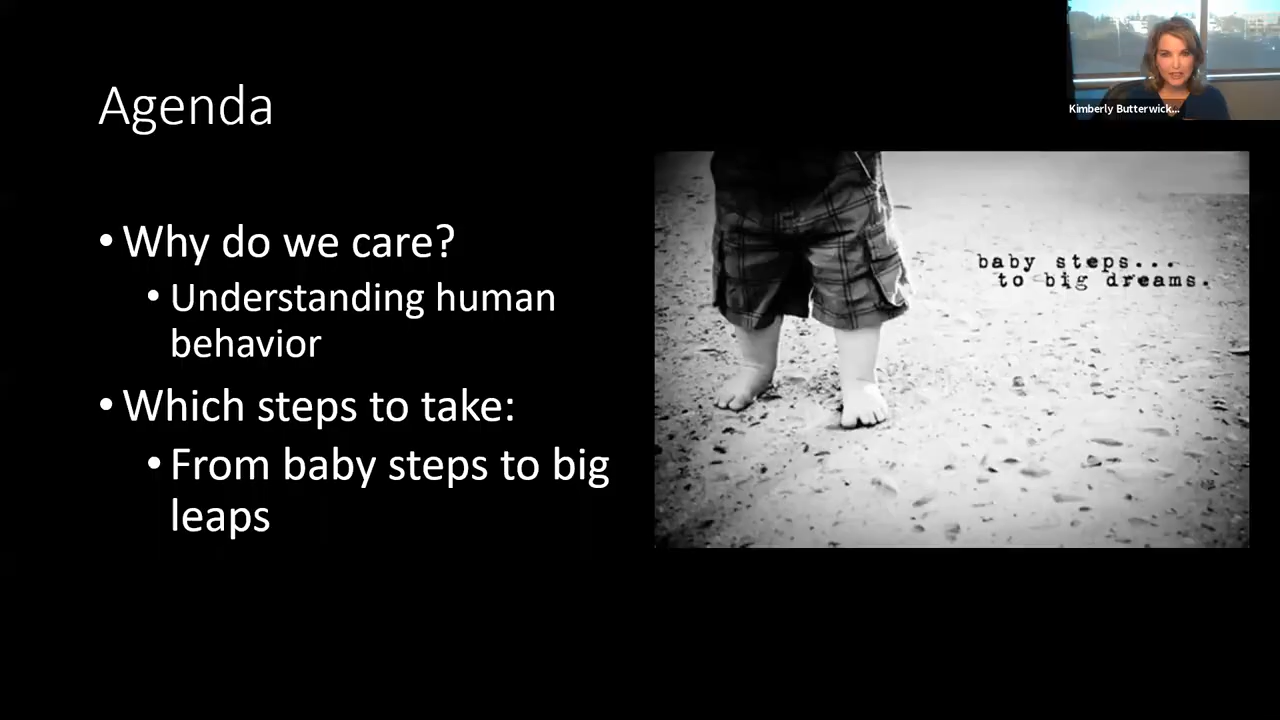 Agenda
Kimberly Butterwick...
• Why do we care?
• Understanding human
behavior
• Which steps to take:
• From baby steps to big
leaps
baby steps...
to big dreams.